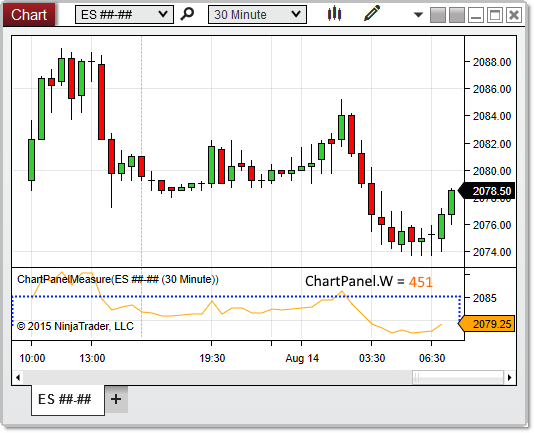 Chart
ES ##-##
30 Minute
2088.00
2086.00
2084.00
2082.00
2080.00
2078.50
2078.00
2076.00
2074.00
ChartPanelMeasure(ES ##-## (30 Minute))
ChartPanel.W = 451
2085
2079.25
© 2015 NinjaTrader, LLC
10:00 13:00 19:30 Aug 14 03:30 06:30
ES ##-## +